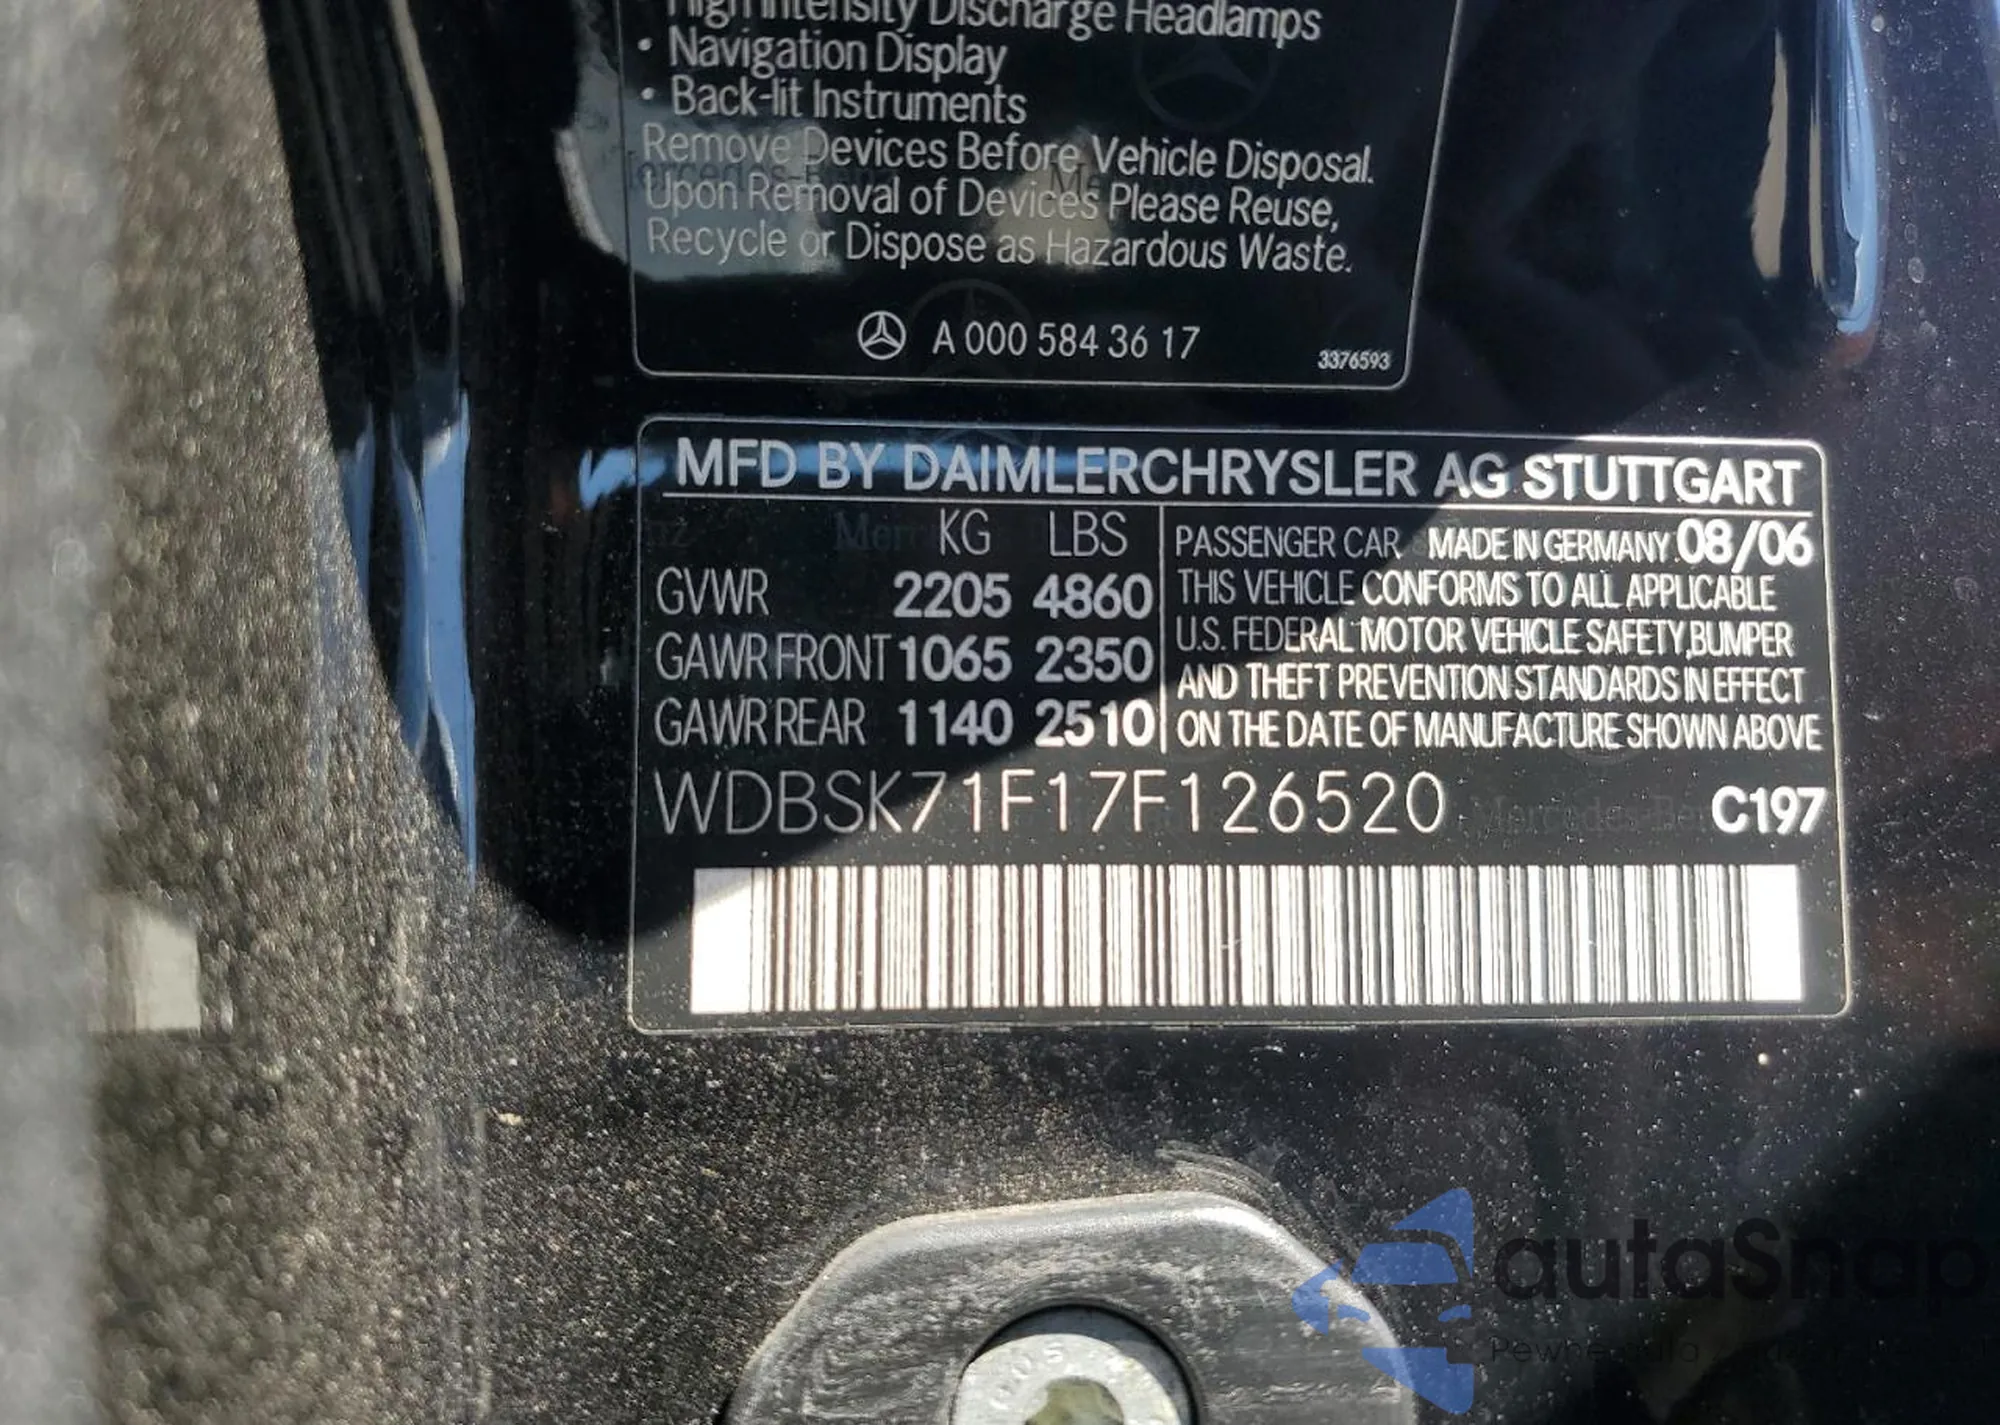 High Intensity Discharge Headlamps
• Navigation Display
• Back-lit Instruments
Remove Devices Before Vehicle Disposal.
Upon Removal of Devices Please Reuse,
Recycle or Dispose as Hazardous Waste.
A 000 584 36 17
3376593
MFD BY DAIMLERCHRYSLER AG STUTTGART
KG LBS
GVWR 2205 4860
GAWR FRONT 1065 2350
GAWR REAR 1140 2510
PASSENGER CAR MADE IN GERMANY 08/06
THIS VEHICLE CONFORMS TO ALL APPLICABLE
U.S. FEDERAL MOTOR VEHICLE SAFETY, BUMPER
AND THEFT PREVENTION STANDARDS IN EFFECT
ON THE DATE OF MANUFACTURE SHOWN ABOVE
WDBSK71F17F126520
C197
autaSnap